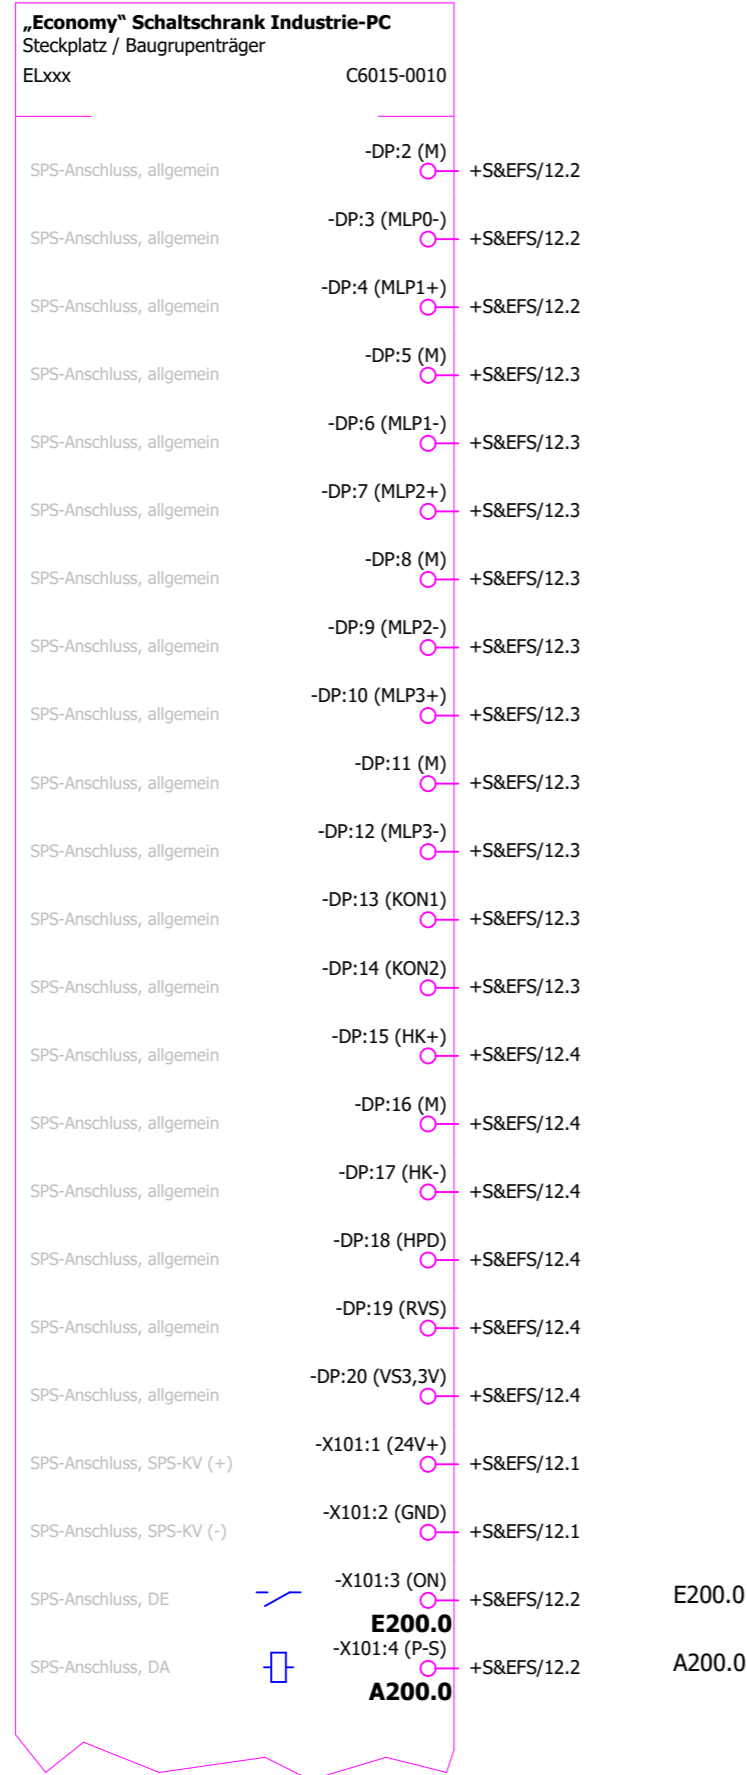 „Economy“ Schaltschrank Industrie-PC
Steckplatz / Baugrupenträger
ELxxx C6015-0010
-DP:2 (M)
SPS-Anschluss, allgemein +S&EFS/12.2
-DP:3 (MLP0-)
SPS-Anschluss, allgemein +S&EFS/12.2
-DP:4 (MLP1+)
SPS-Anschluss, allgemein +S&EFS/12.2
-DP:5 (M)
SPS-Anschluss, allgemein +S&EFS/12.3
-DP:6 (MLP1-)
SPS-Anschluss, allgemein +S&EFS/12.3
-DP:7 (MLP2+)
SPS-Anschluss, allgemein +S&EFS/12.3
-DP:8 (M)
SPS-Anschluss, allgemein +S&EFS/12.3
-DP:9 (MLP2-)
SPS-Anschluss, allgemein +S&EFS/12.3
-DP:10 (MLP3+)
SPS-Anschluss, allgemein +S&EFS/12.3
-DP:11 (M)
SPS-Anschluss, allgemein +S&EFS/12.3
-DP:12 (MLP3-)
SPS-Anschluss, allgemein +S&EFS/12.3
-DP:13 (KON1)
SPS-Anschluss, allgemein +S&EFS/12.3
-DP:14 (KON2)
SPS-Anschluss, allgemein +S&EFS/12.3
-DP:15 (HK+)
SPS-Anschluss, allgemein +S&EFS/12.4
-DP:16 (M)
SPS-Anschluss, allgemein +S&EFS/12.4
-DP:17 (HK-)
SPS-Anschluss, allgemein +S&EFS/12.4
-DP:18 (HPD)
SPS-Anschluss, allgemein +S&EFS/12.4
-DP:19 (RVS)
SPS-Anschluss, allgemein +S&EFS/12.4
-DP:20 (VS3,3V)
SPS-Anschluss, allgemein +S&EFS/12.4
-X101:1 (24V+)
SPS-Anschluss, SPS-KV (+) +S&EFS/12.1
-X101:2 (GND)
SPS-Anschluss, SPS-KV (-) +S&EFS/12.1
-X101:3 (ON)
SPS-Anschluss, DE +S&EFS/12.2 E200.0
E200.0
-X101:4 (P-S)
SPS-Anschluss, DA +S&EFS/12.2 A200.0
A200.0